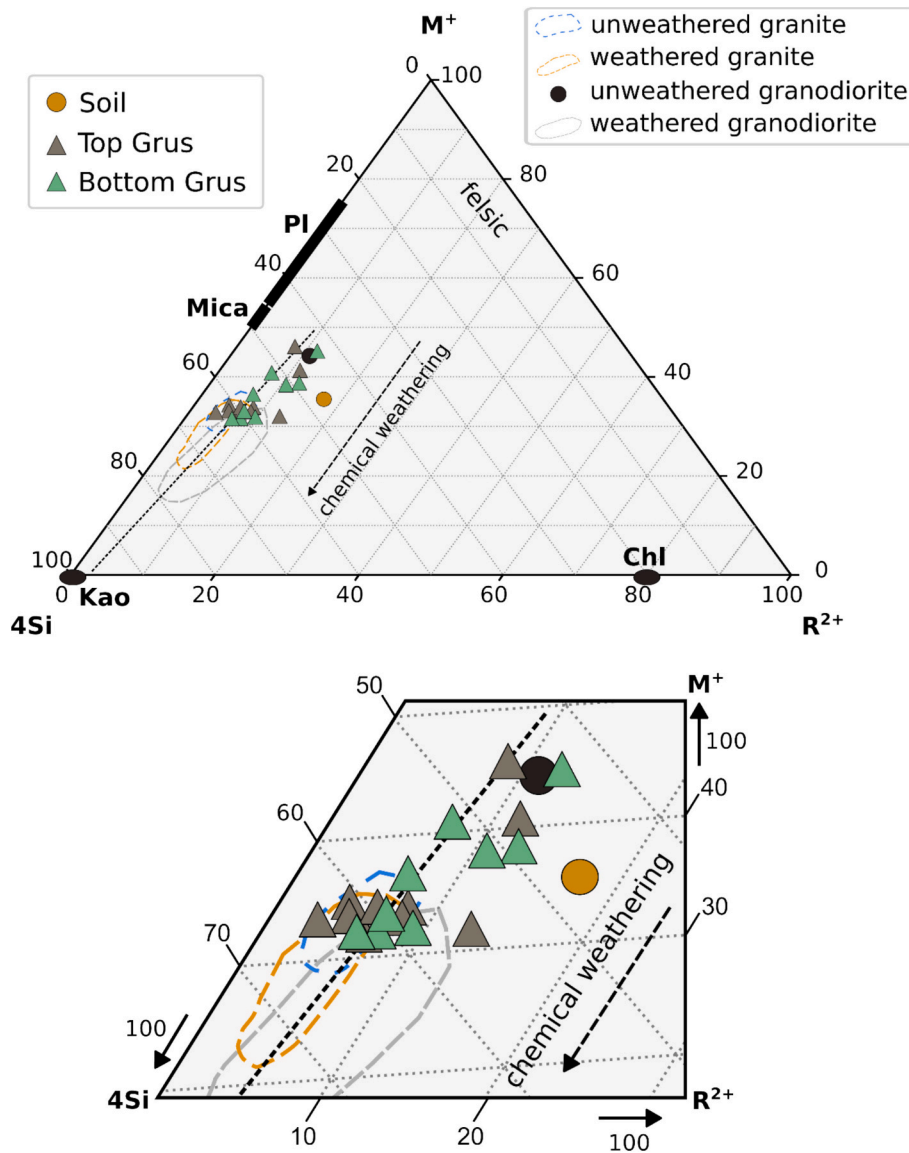 M⁺
unweathered granite
weathered granite
unweathered granodiorite
weathered granodiorite
Soil
Top Grus
Bottom Grus
0
100
20
80
felsic
Pl
40
60
Mica
60
40
chemical weathering
80
20
100
Chl
0
0
Kao
20
40
60
80
100
4Si
R²⁺
M⁺
50
100
40
60
30
70
chemical weathering
100
4Si
R²⁺
10
20
100